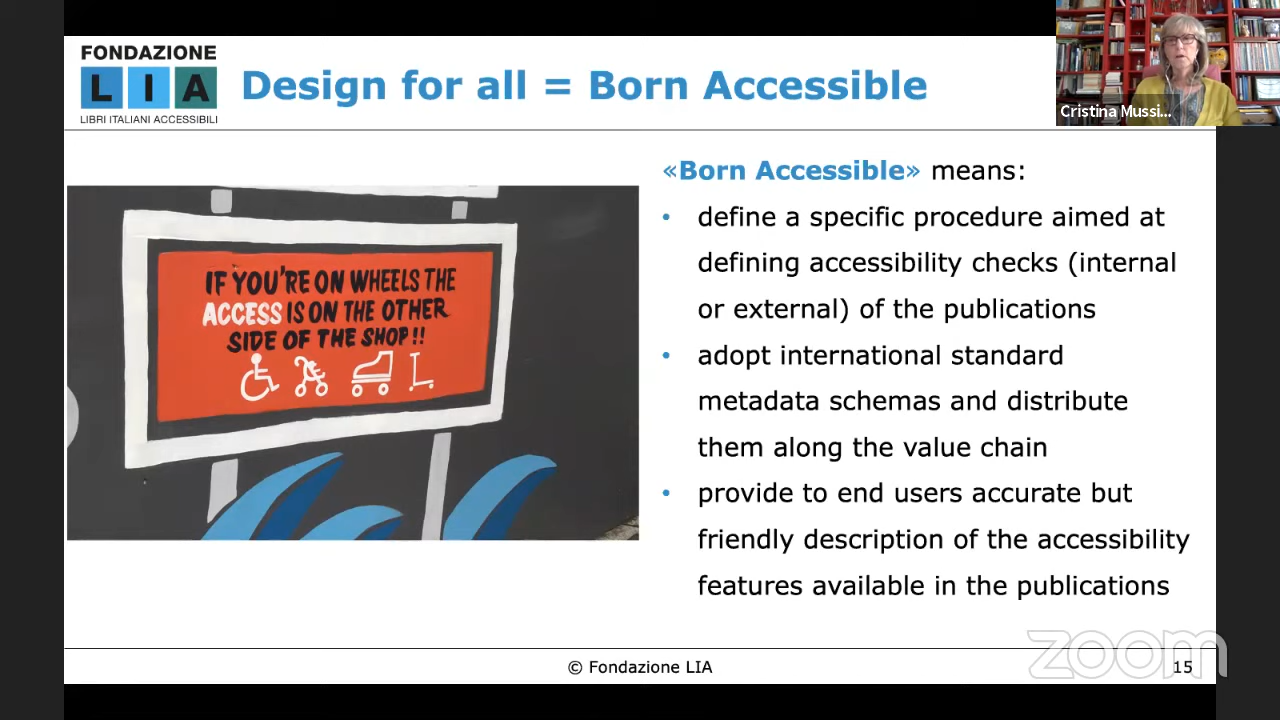 FONDAZIONE
LIA
LIBRI ITALIANI ACCESSIBILI
Design for all = Born Accessible
Cristina Mussi...
IF YOU'RE ON WHEELS THE
ACCESS IS ON THE OTHER
SIDE OF THE SHOP!!
«Born Accessible» means:
• define a specific procedure aimed at
defining accessibility checks (internal
or external) of the publications
• adopt international standard
metadata schemas and distribute
them along the value chain
• provide to end users accurate but
friendly description of the accessibility
features available in the publications
© Fondazione LIA
zoom
15